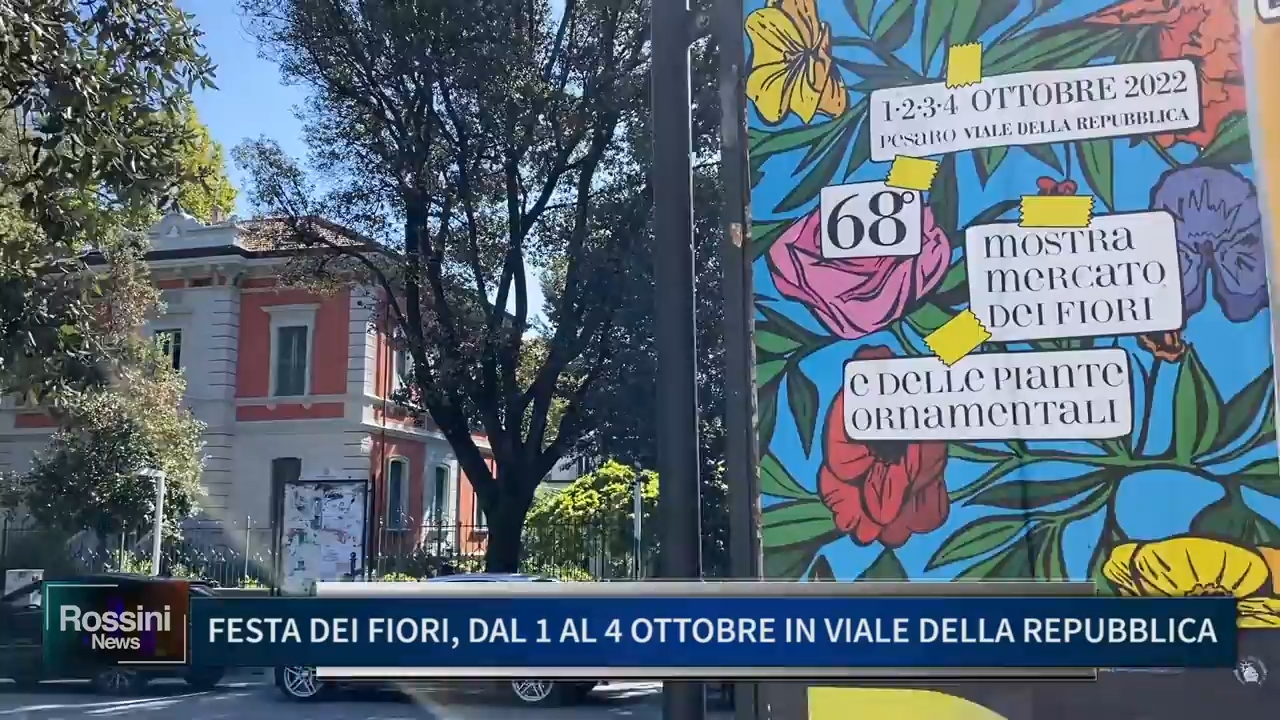 1·2·3·4 OTTOBRE 2022
PESARO VIALE DELLA REPUBBLICA
68°
MOSTRA
MERCATO
DEI FIORI
E DELLE PIANTE
ORNAMENTALI
Rossini
News
FESTA DEI FIORI, DAL 1 AL 4 OTTOBRE IN VIALE DELLA REPUBBLICA